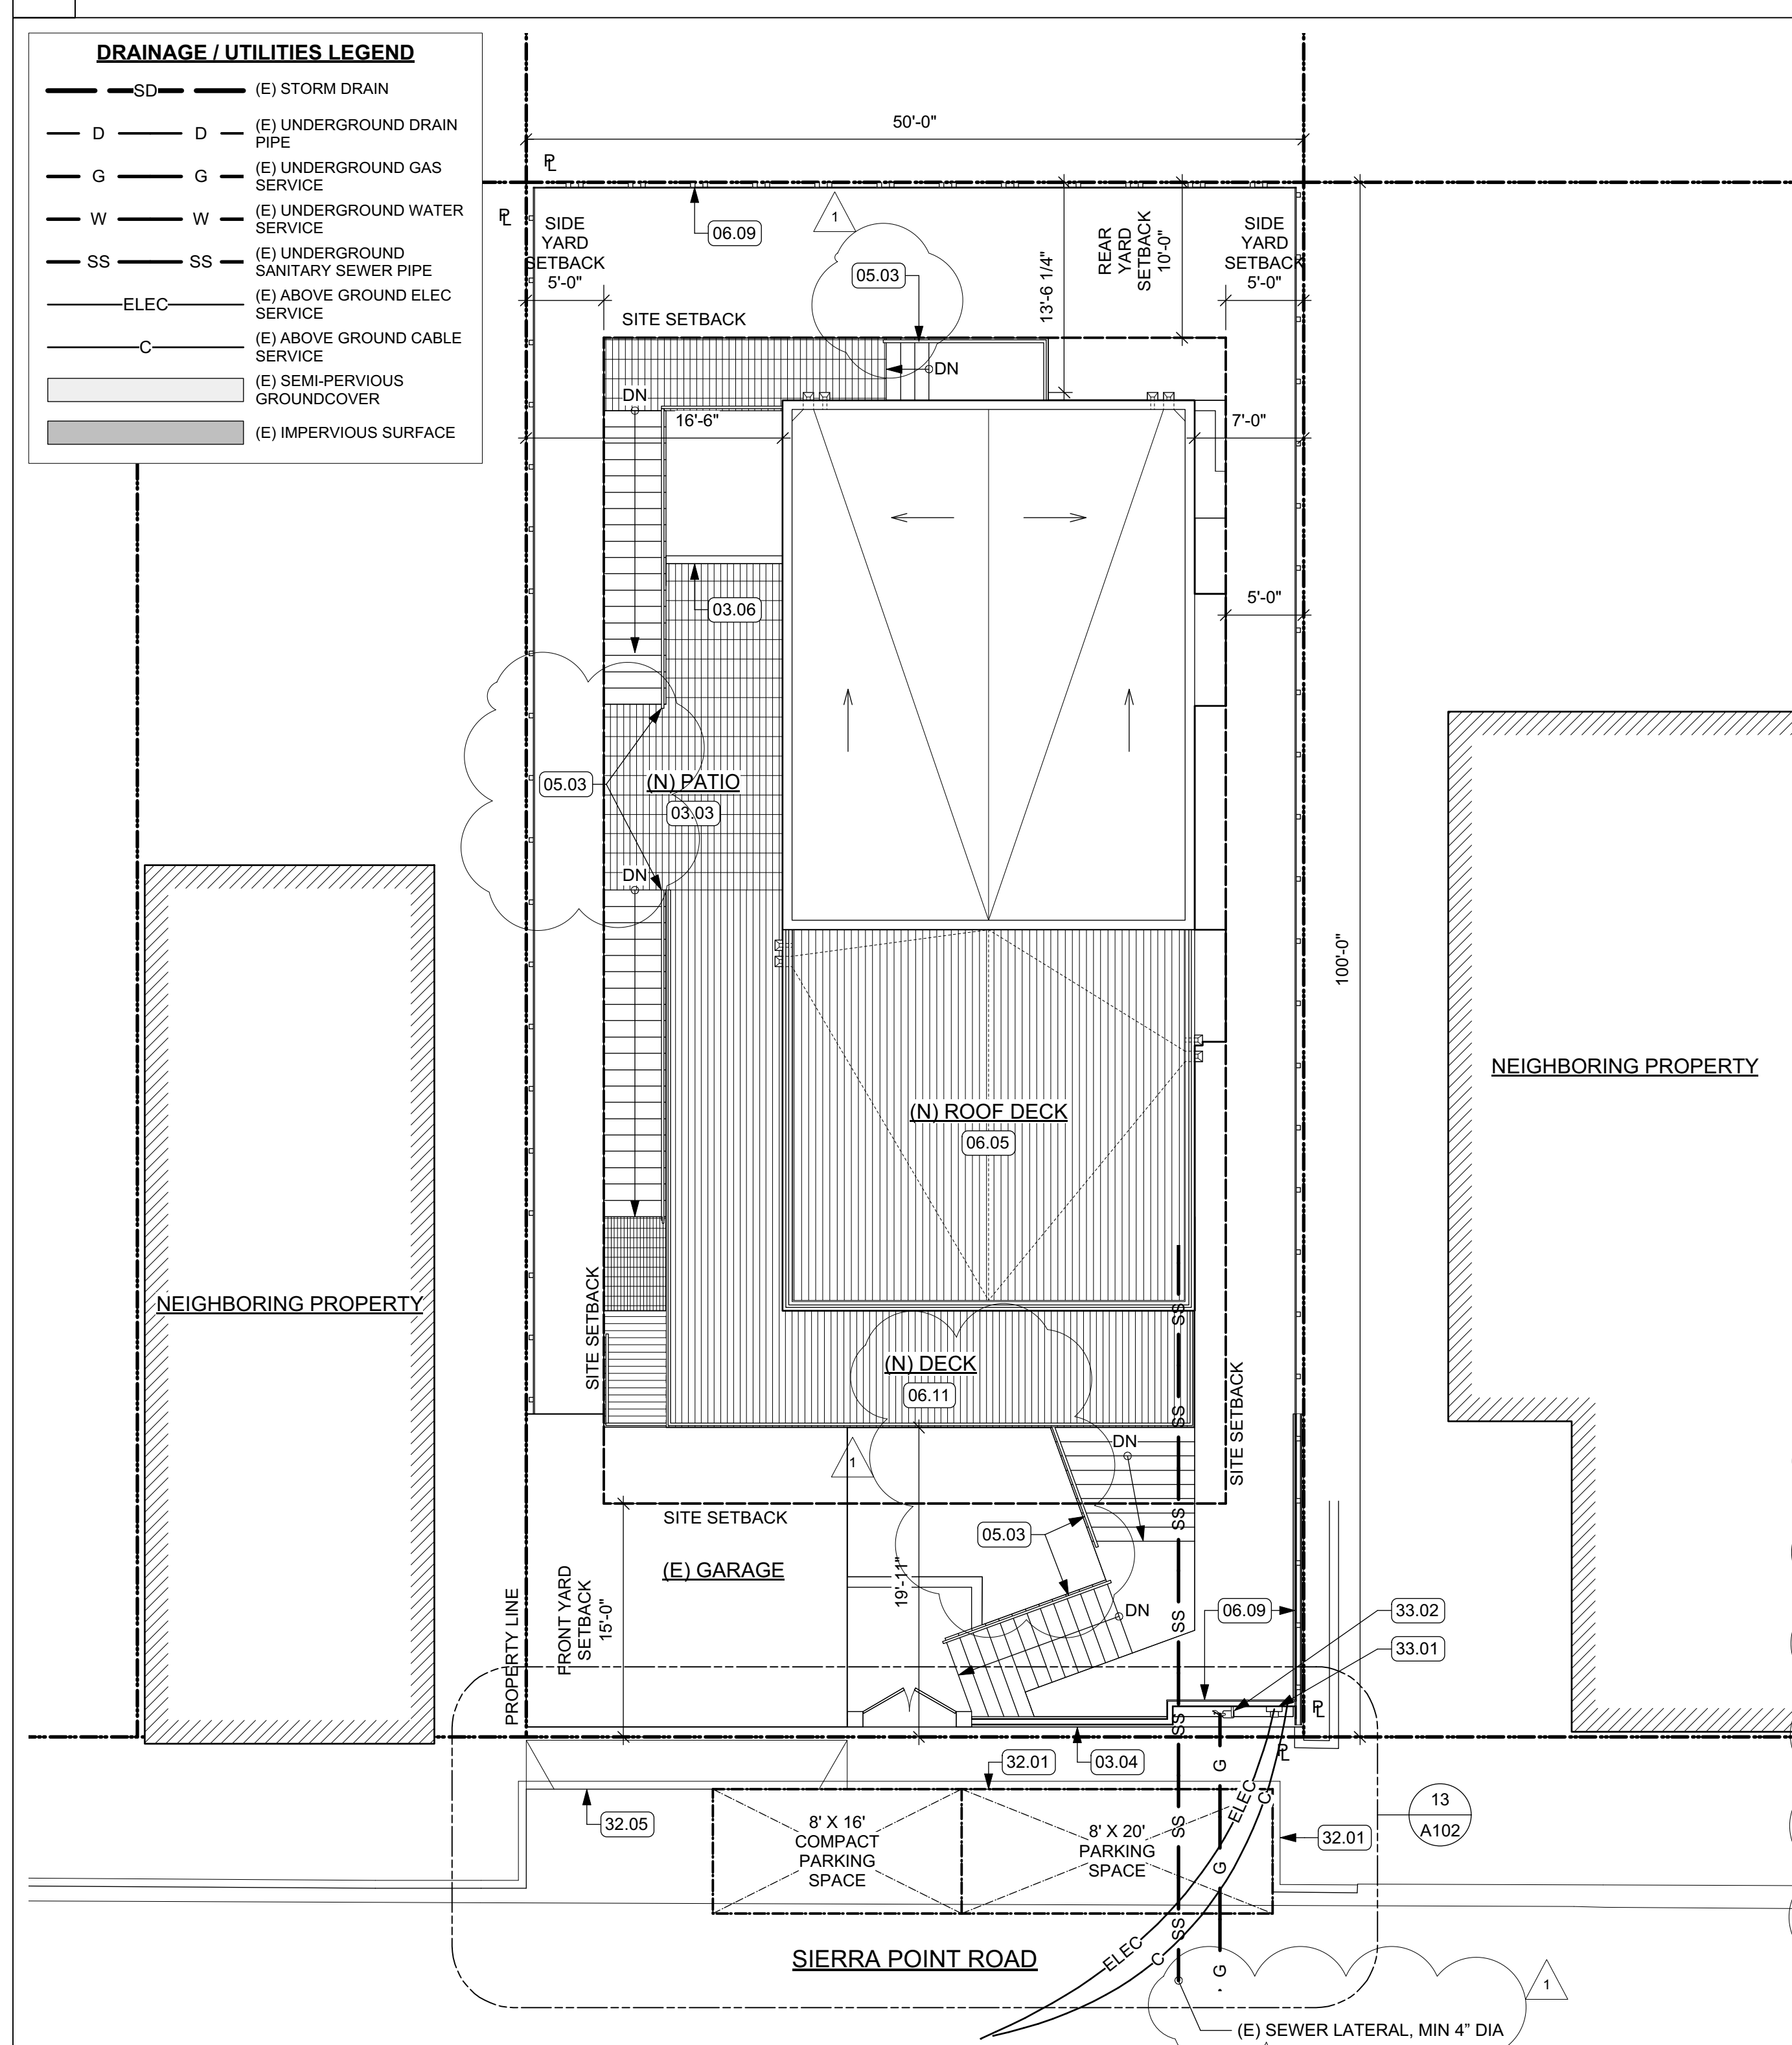 DRAINAGE / UTILITIES LEGEND
SD
(E) STORM DRAIN
D D
(E) UNDERGROUND DRAIN
PIPE
G G
(E) UNDERGROUND GAS
SERVICE
W W
(E) UNDERGROUND WATER
SERVICE
SS SS
(E) UNDERGROUND
SANITARY SEWER PIPE
ELEC
(E) ABOVE GROUND ELEC
SERVICE
C
(E) ABOVE GROUND CABLE
SERVICE
(E) SEMI-PERVIOUS
GROUNDCOVER
(E) IMPERVIOUS SURFACE
50'-0"
PL
PL
SIDE
YARD
SETBACK
5'-0"
06.09
1
05.03
13'-6 1/4"
REAR
YARD
SETBACK
10'-0"
SIDE
YARD
SETBACK
5'-0"
SITE SETBACK
DN
DN
16'-6"
7'-0"
03.06
5'-0"
05.03
(N) PATIO
03.03
DN
100'-0"
NEIGHBORING PROPERTY
(N) ROOF DECK
06.05
NEIGHBORING PROPERTY
SITE SETBACK
SS
(N) DECK
06.11
SS
SITE SETBACK
DN
1
SITE SETBACK
SS
05.03
(E) GARAGE
19'-11"
FRONT YARD
SETBACK
15'-0"
PROPERTY LINE
DN
SS
06.09
33.02
33.01
PL
SS
PL
32.01
03.04
G
ELEC
C
32.05
8' X 16'
COMPACT
PARKING
SPACE
8' X 20'
PARKING
SPACE
SS
32.01
13
A102
G
SS
SIERRA POINT ROAD
ELEC
C
G
1
(E) SEWER LATERAL, MIN 4" DIA